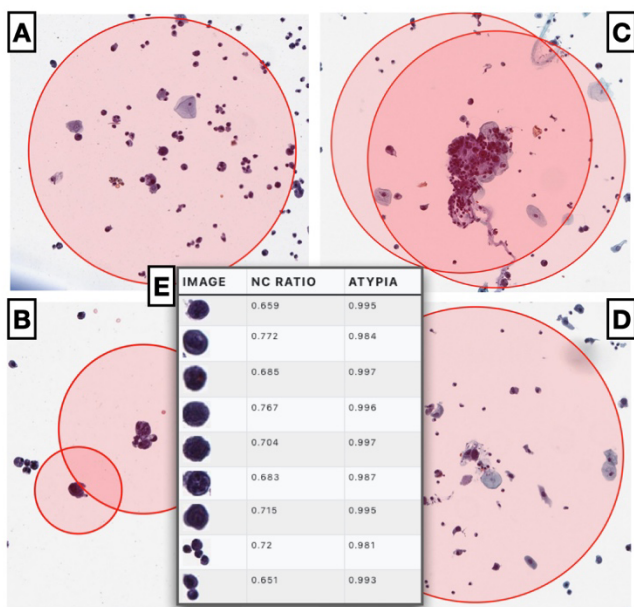 A
C
E
IMAGE NC RATIO ATYPIA
0.659 0.995
0.772 0.984
0.685 0.997
0.767 0.996
0.704 0.997
0.683 0.987
0.715 0.995
0.72 0.981
0.651 0.993
B
D